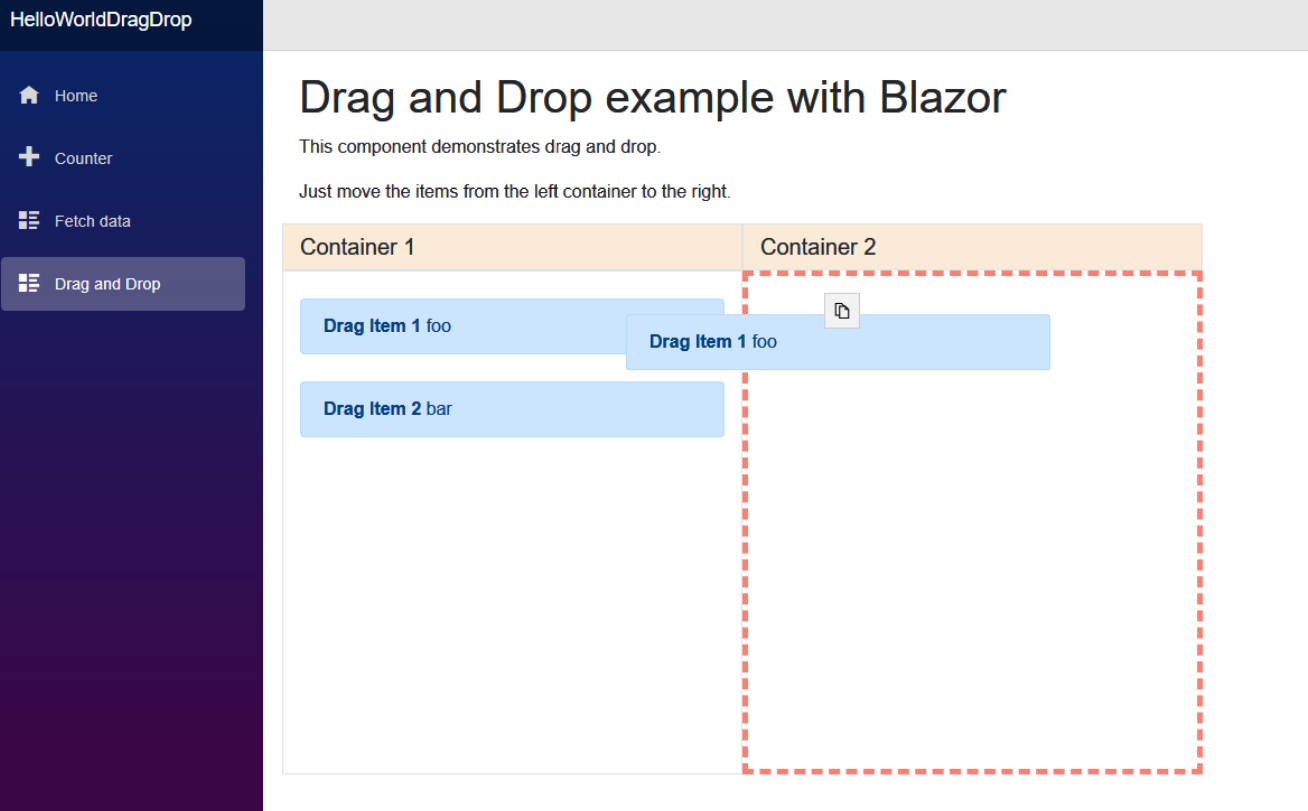 HelloWorldDragDrop
Home
Counter
Fetch data
Drag and Drop
Drag and Drop example with Blazor
This component demonstrates drag and drop.
Just move the items from the left container to the right.
Container 1
Container 2
Drag Item 1 foo
Drag Item 1 foo
Drag Item 2 bar